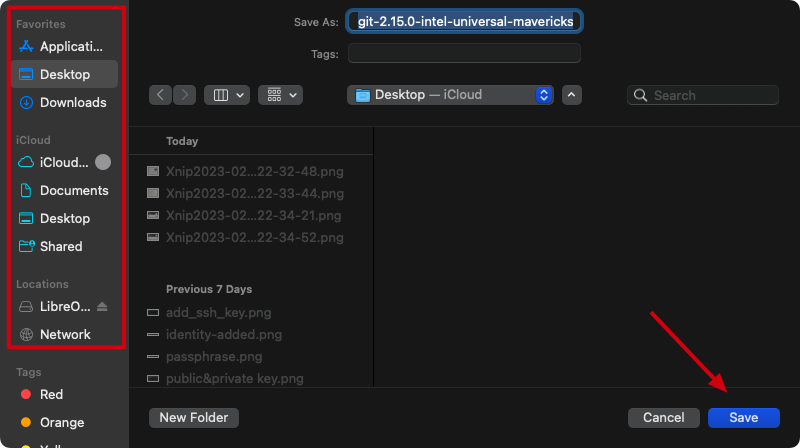 Favorites
Applicati...
Desktop
Downloads
iCloud
iCloud...
Documents
Desktop
Shared
Locations
LibreO...
Network
Tags
Red
Orange
Save As: git-2.15.0-intel-universal-mavericks
Tags:
Desktop — iCloud
Search
Today
Xnip2023-02...22-32-48.png
Xnip2023-02...22-33-44.png
Xnip2023-02...22-34-21.png
Xnip2023-02...22-34-52.png
Previous 7 Days
add_ssh_key.png
identity-added.png
passphrase.png
public&private key.png
New Folder
Cancel
Save